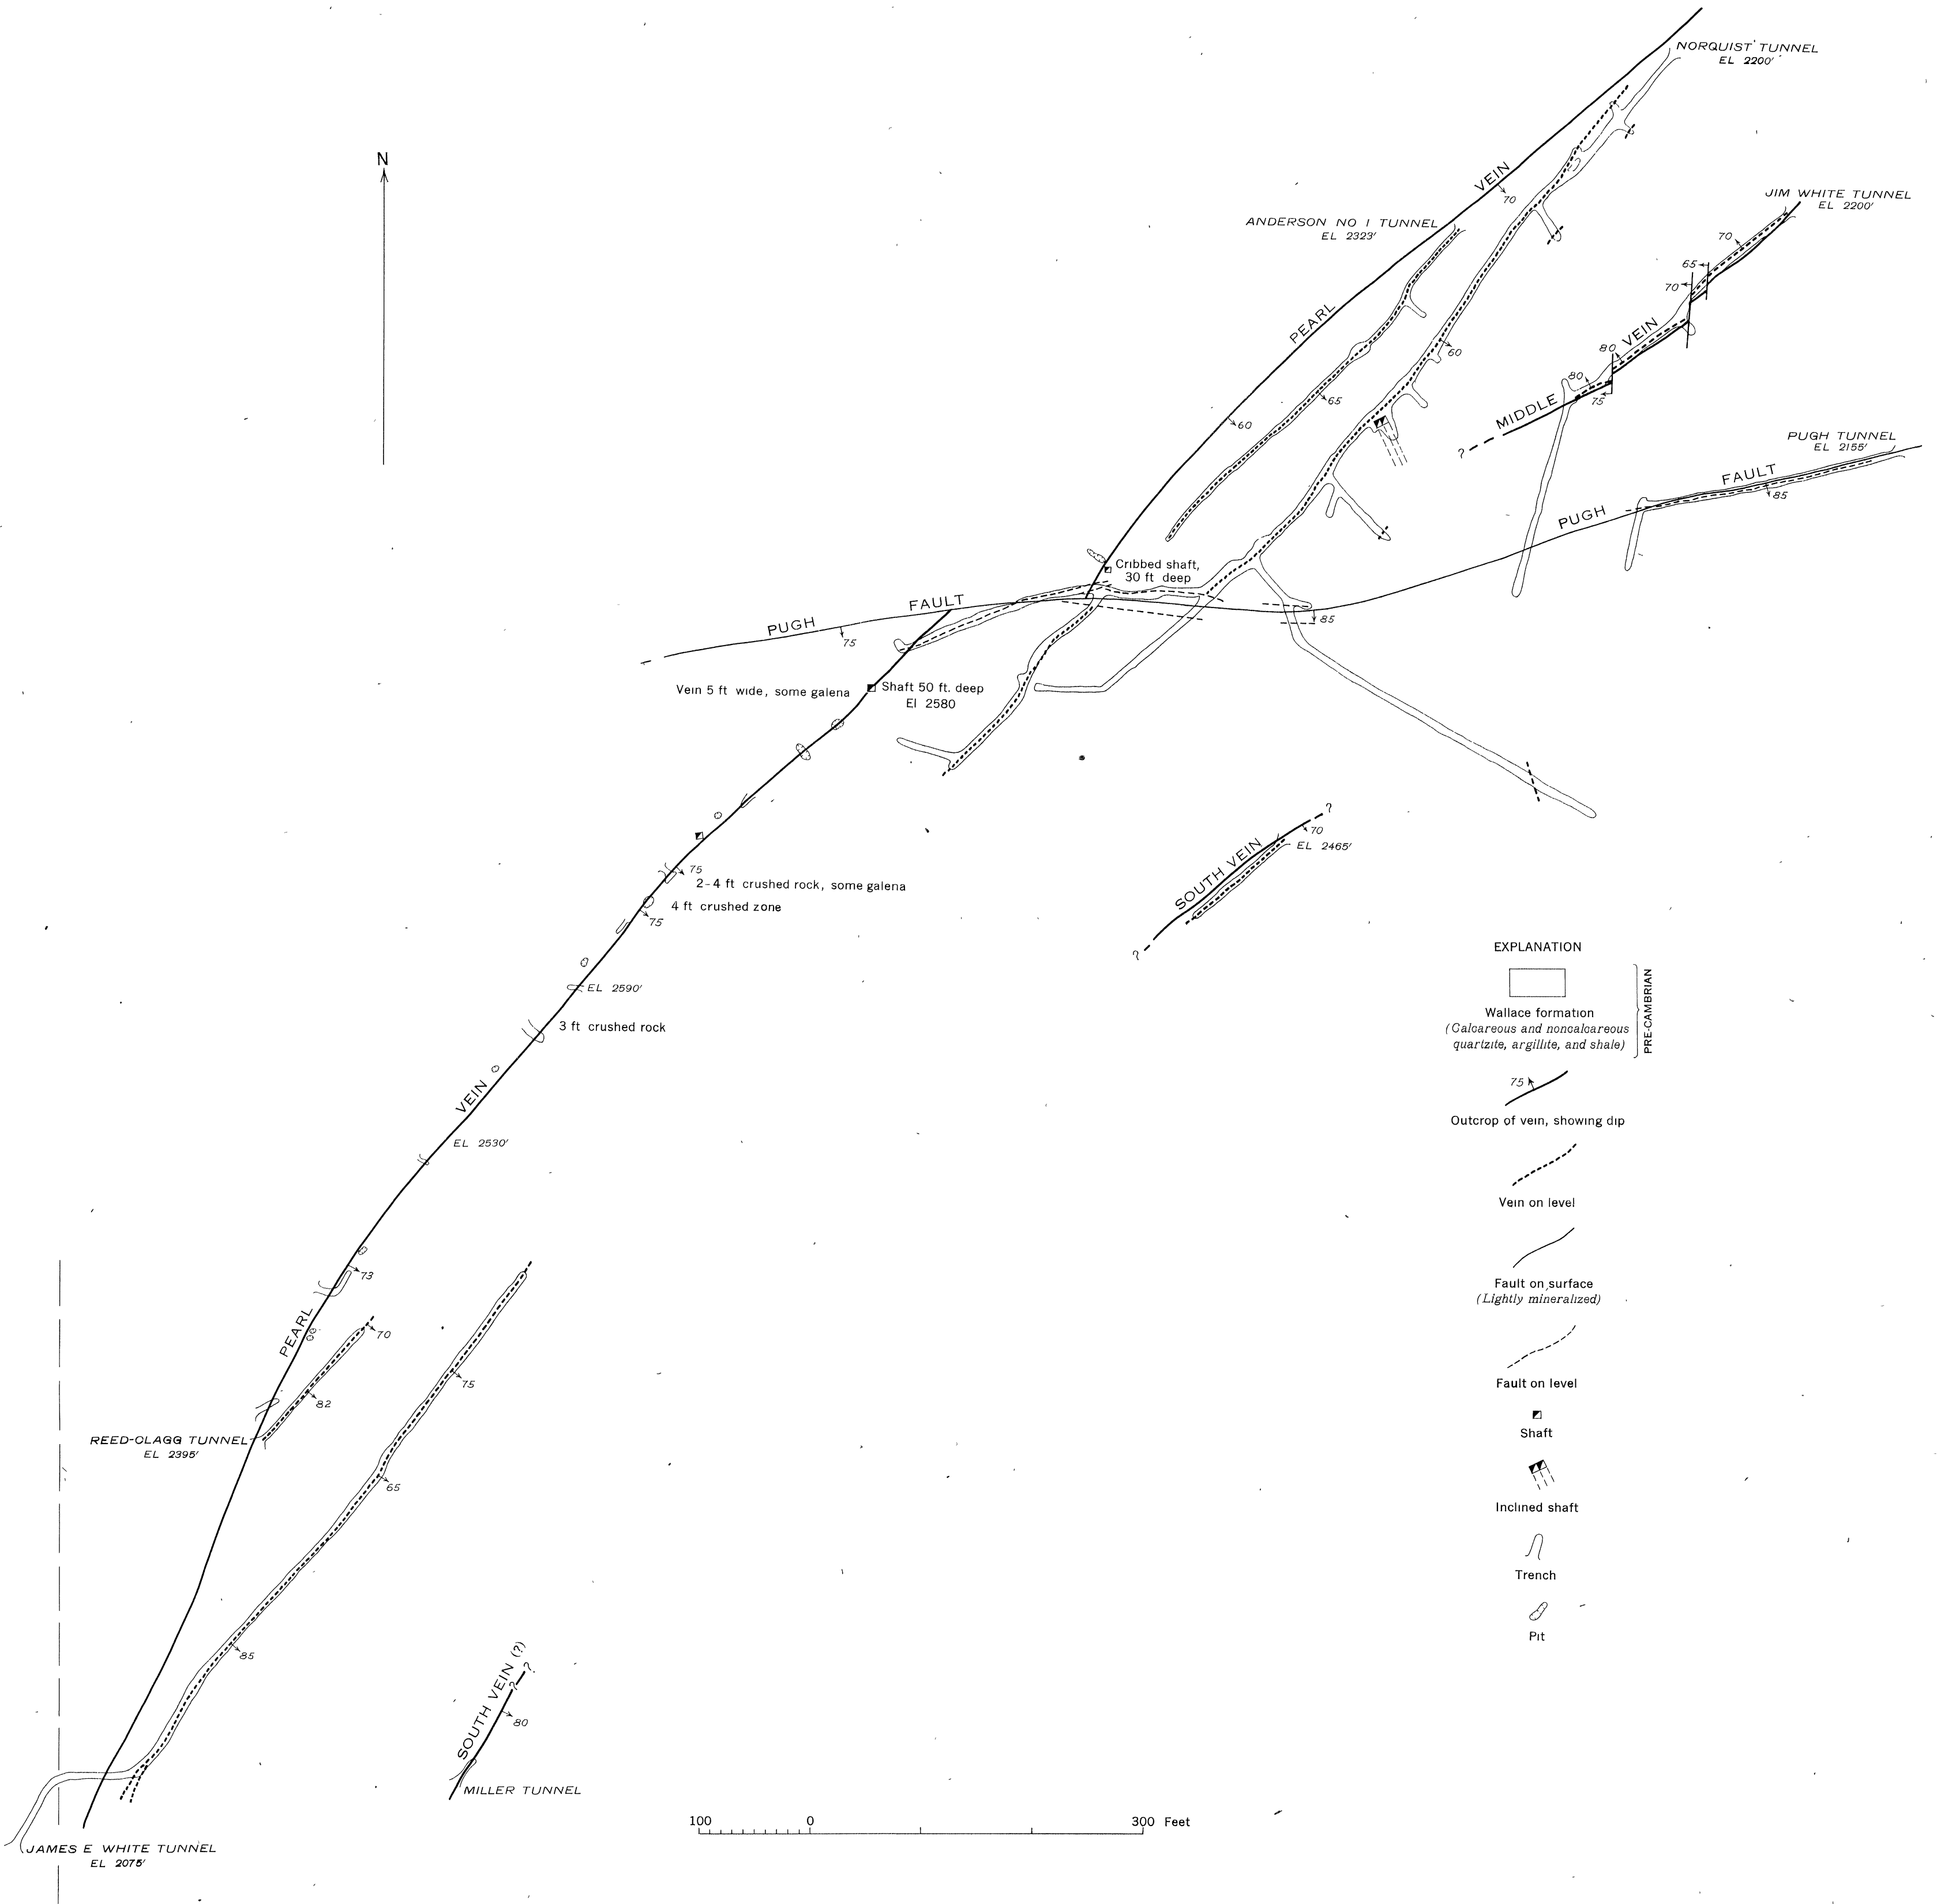 NORQUIST TUNNEL
EL 2200'
N
VEIN
70
JIM WHITE TUNNEL
EL 2200'
ANDERSON NO 1 TUNNEL
EL 2323'
70
65
70
PEARL
VEIN
60
80
80
75
65
MIDDLE
60
?
PUGH TUNNEL
EL 2155'
FAULT
85
PUGH
Cribbed shaft,
30 ft deep
FAULT
PUGH
75
85
Vein 5 ft wide, some galena
Shaft 50 ft. deep
El 2580
?
70
EL 2465'
SOUTH VEIN
?
75
2-4 ft crushed rock, some galena
4 ft crushed zone
75
EL 2590'
3 ft crushed rock
VEIN
EL 2530'
73
PEARL
70
75
82
REED-CLAGG TUNNEL
EL 2395'
65
85
SOUTH VEIN (?)
?
?
80
MILLER TUNNEL
JAMES E WHITE TUNNEL
EL 2075'
100 0 300 Feet
EXPLANATION
Wallace formation
(Calcareous and noncalcareous
quartzite, argillite, and shale)
PRE-CAMBRIAN
75
Outcrop of vein, showing dip
Vein on level
Fault on surface
(Lightly mineralized)
Fault on level
Shaft
Inclined shaft
Trench
Pit